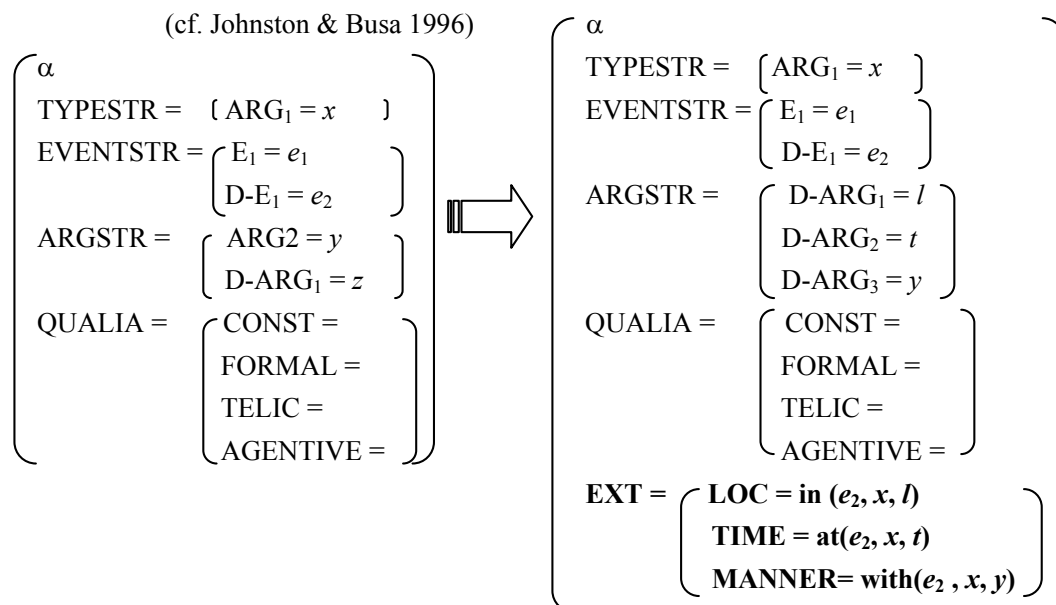 (cf. Johnston & Busa 1996)
α
TYPESTR = ARG₁ = x
EVENTSTR = E₁ = e₁
D-E₁ = e₂
ARGSTR = ARG2 = y
D-ARG₁ = z
QUALIA = CONST =
FORMAL =
TELIC =
AGENTIVE =
α
TYPESTR = ARG₁ = x
EVENTSTR = E₁ = e₁
D-E₁ = e₂
ARGSTR = D-ARG₁ = l
D-ARG₂ = t
D-ARG₃ = y
QUALIA = CONST =
FORMAL =
TELIC =
AGENTIVE =
EXT = LOC = in (e₂, x, l)
TIME = at(e₂, x, t)
MANNER= with(e₂ , x, y)